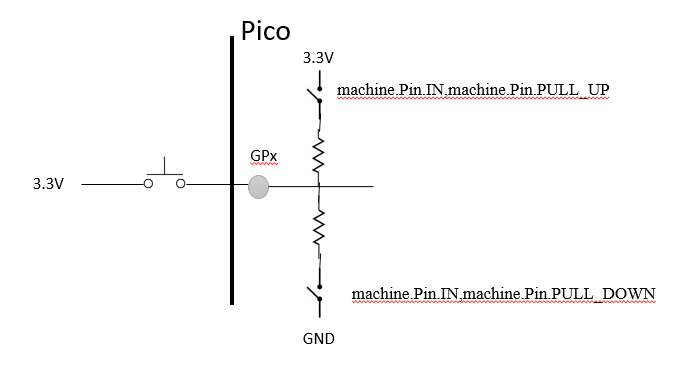 Pico
3.3V
machine.Pin.IN,machine.Pin.PULL_UP
GPx
3.3V
machine.Pin.IN,machine.Pin.PULL_DOWN
GND